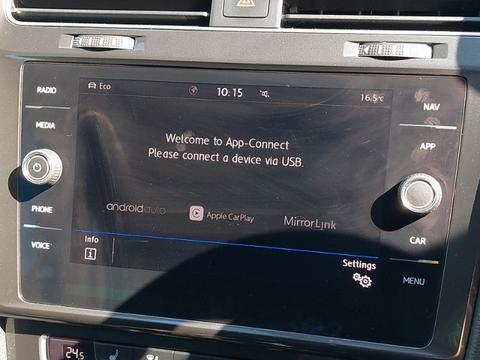 RADIO
MEDIA
PHONE
VOICE
Eco
10:15
16.5°C
Welcome to App-Connect
Please connect a device via USB.
androidauto
Apple CarPlay
MirrorLink
Info
i
Settings
NAV
APP
CAR
MENU
24.5